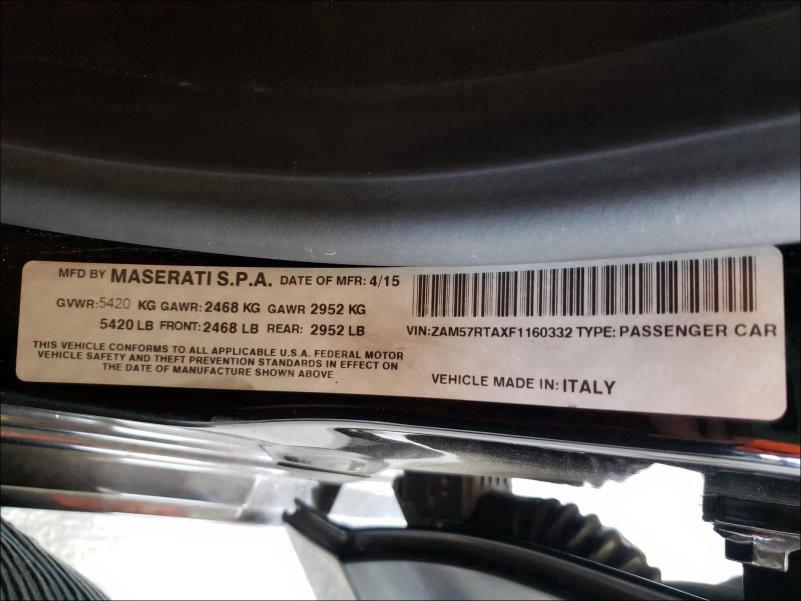 MFD BY MASERATI S.P.A. DATE OF MFR: 4/15
GVWR:5420 KG GAWR:2468 KG GAWR 2952 KG
5420 LB FRONT:2468 LB REAR: 2952 LB
THIS VEHICLE CONFORMS TO ALL APPLICABLE U.S.A. FEDERAL MOTOR
VEHICLE SAFETY AND THEFT PREVENTION STANDARDS IN EFFECT ON
THE DATE OF MANUFACTURE SHOWN ABOVE
VIN:ZAM57RTAXF1160332 TYPE: PASSENGER CAR
VEHICLE MADE IN: ITALY